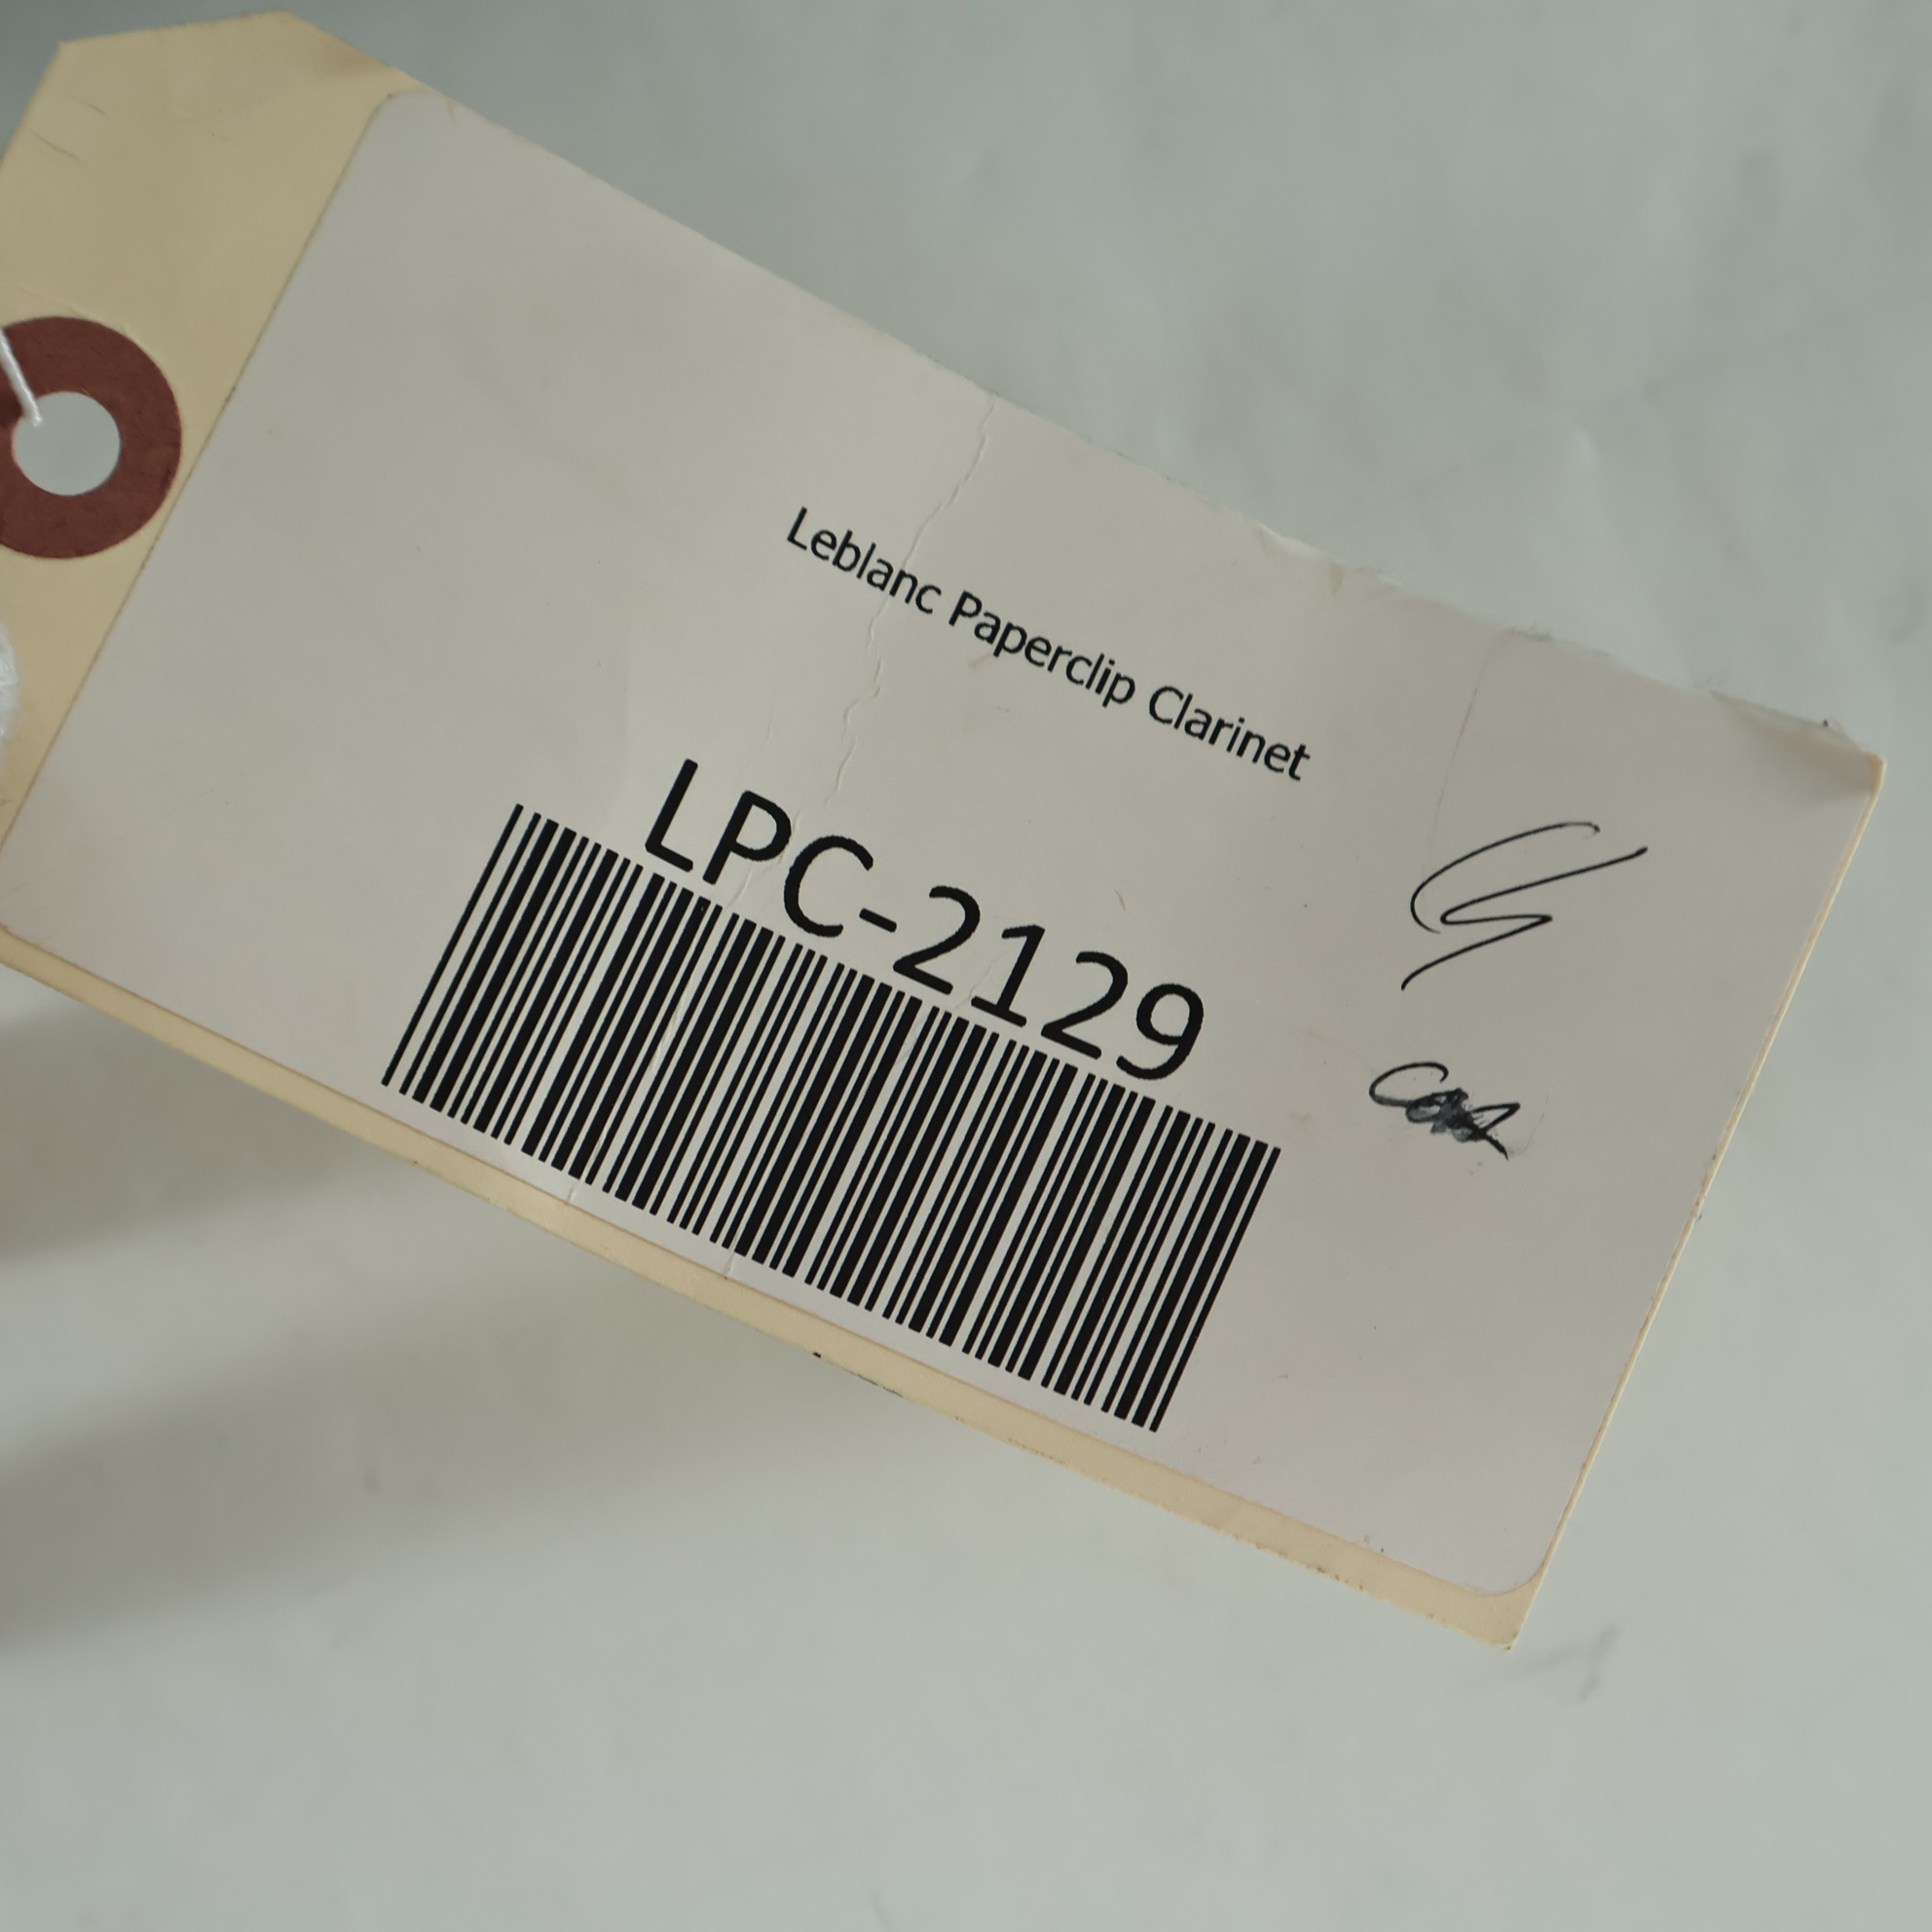 Leblanc Paperclip Clarinet
LPC-2129